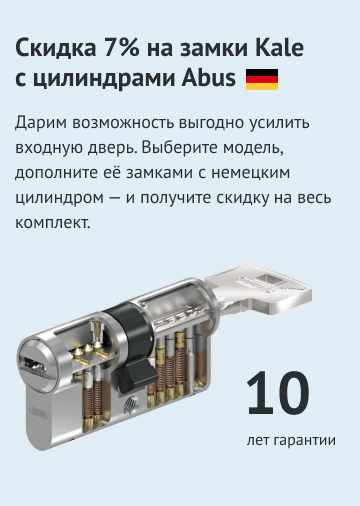 Скидка 7% на замки Kale
с цилиндрами Abus
Дарим возможность выгодно усилить
входную дверь. Выберите модель,
дополните её замками с немецким
цилиндром — и получите скидку на весь
комплект.
10
лет гарантии